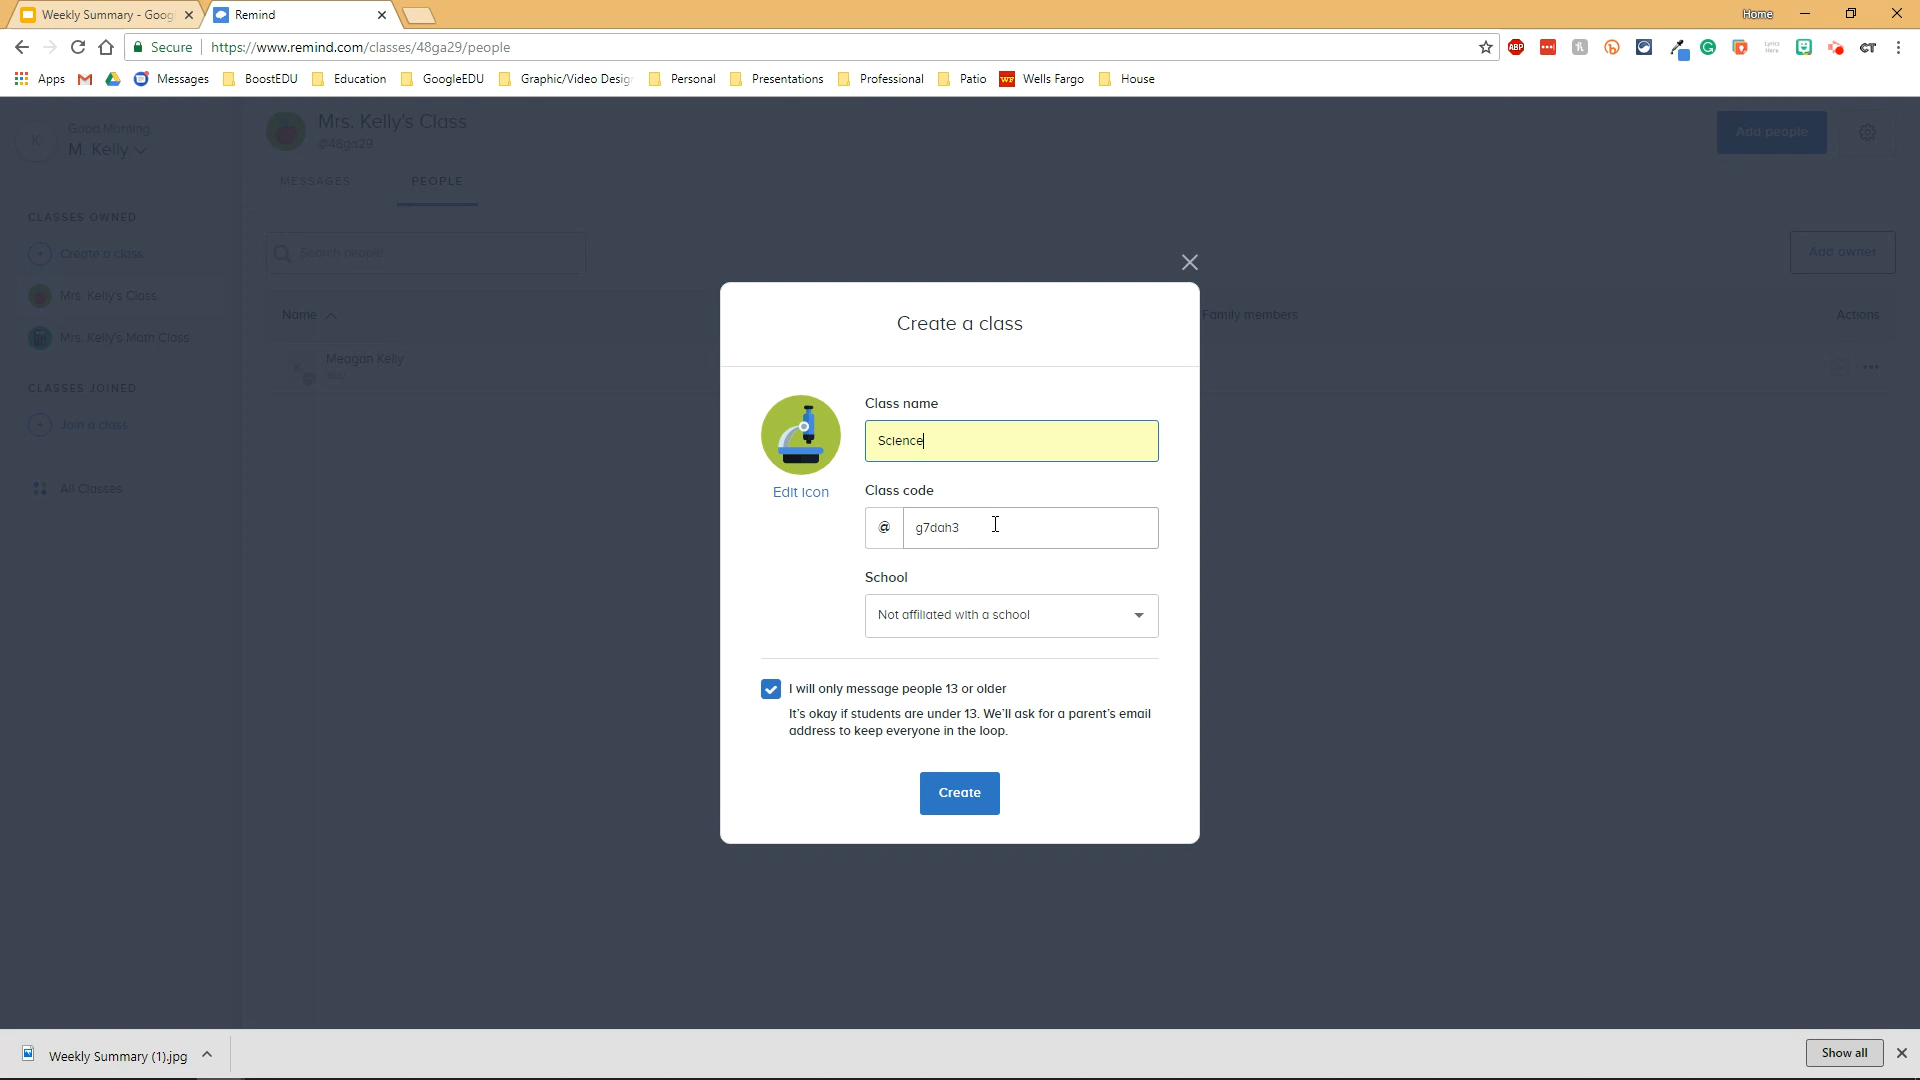 Weekly Summary - Goog
Remind
Home
Secure
https://www.remind.com/classes/48ga29/people
ABP
Lyrics Here
CT
Apps
Messages
BoostEDU
Education
GoogleEDU
Graphic/Video Desig
Personal
Presentations
Professional
Patio
WF
Wells Fargo
House
K
Good Morning,
M. Kelly
Mrs. Kelly's Class
@48ga29
Add people
MESSAGES
PEOPLE
CLASSES OWNED
Create a class
Mrs. Kelly's Class
Mrs. Kelly's Math Class
CLASSES JOINED
Join a class
All Classes
Search people
Add owner
Name
Family members
Actions
Meagan Kelly
Create a class
Class name
Science
Edit icon
Class code
@
g7dah3
School
Not affiliated with a school
I will only message people 13 or older
It's okay if students are under 13. We'll ask for a parent's email
address to keep everyone in the loop.
Create
Weekly Summary (1).jpg
Show all